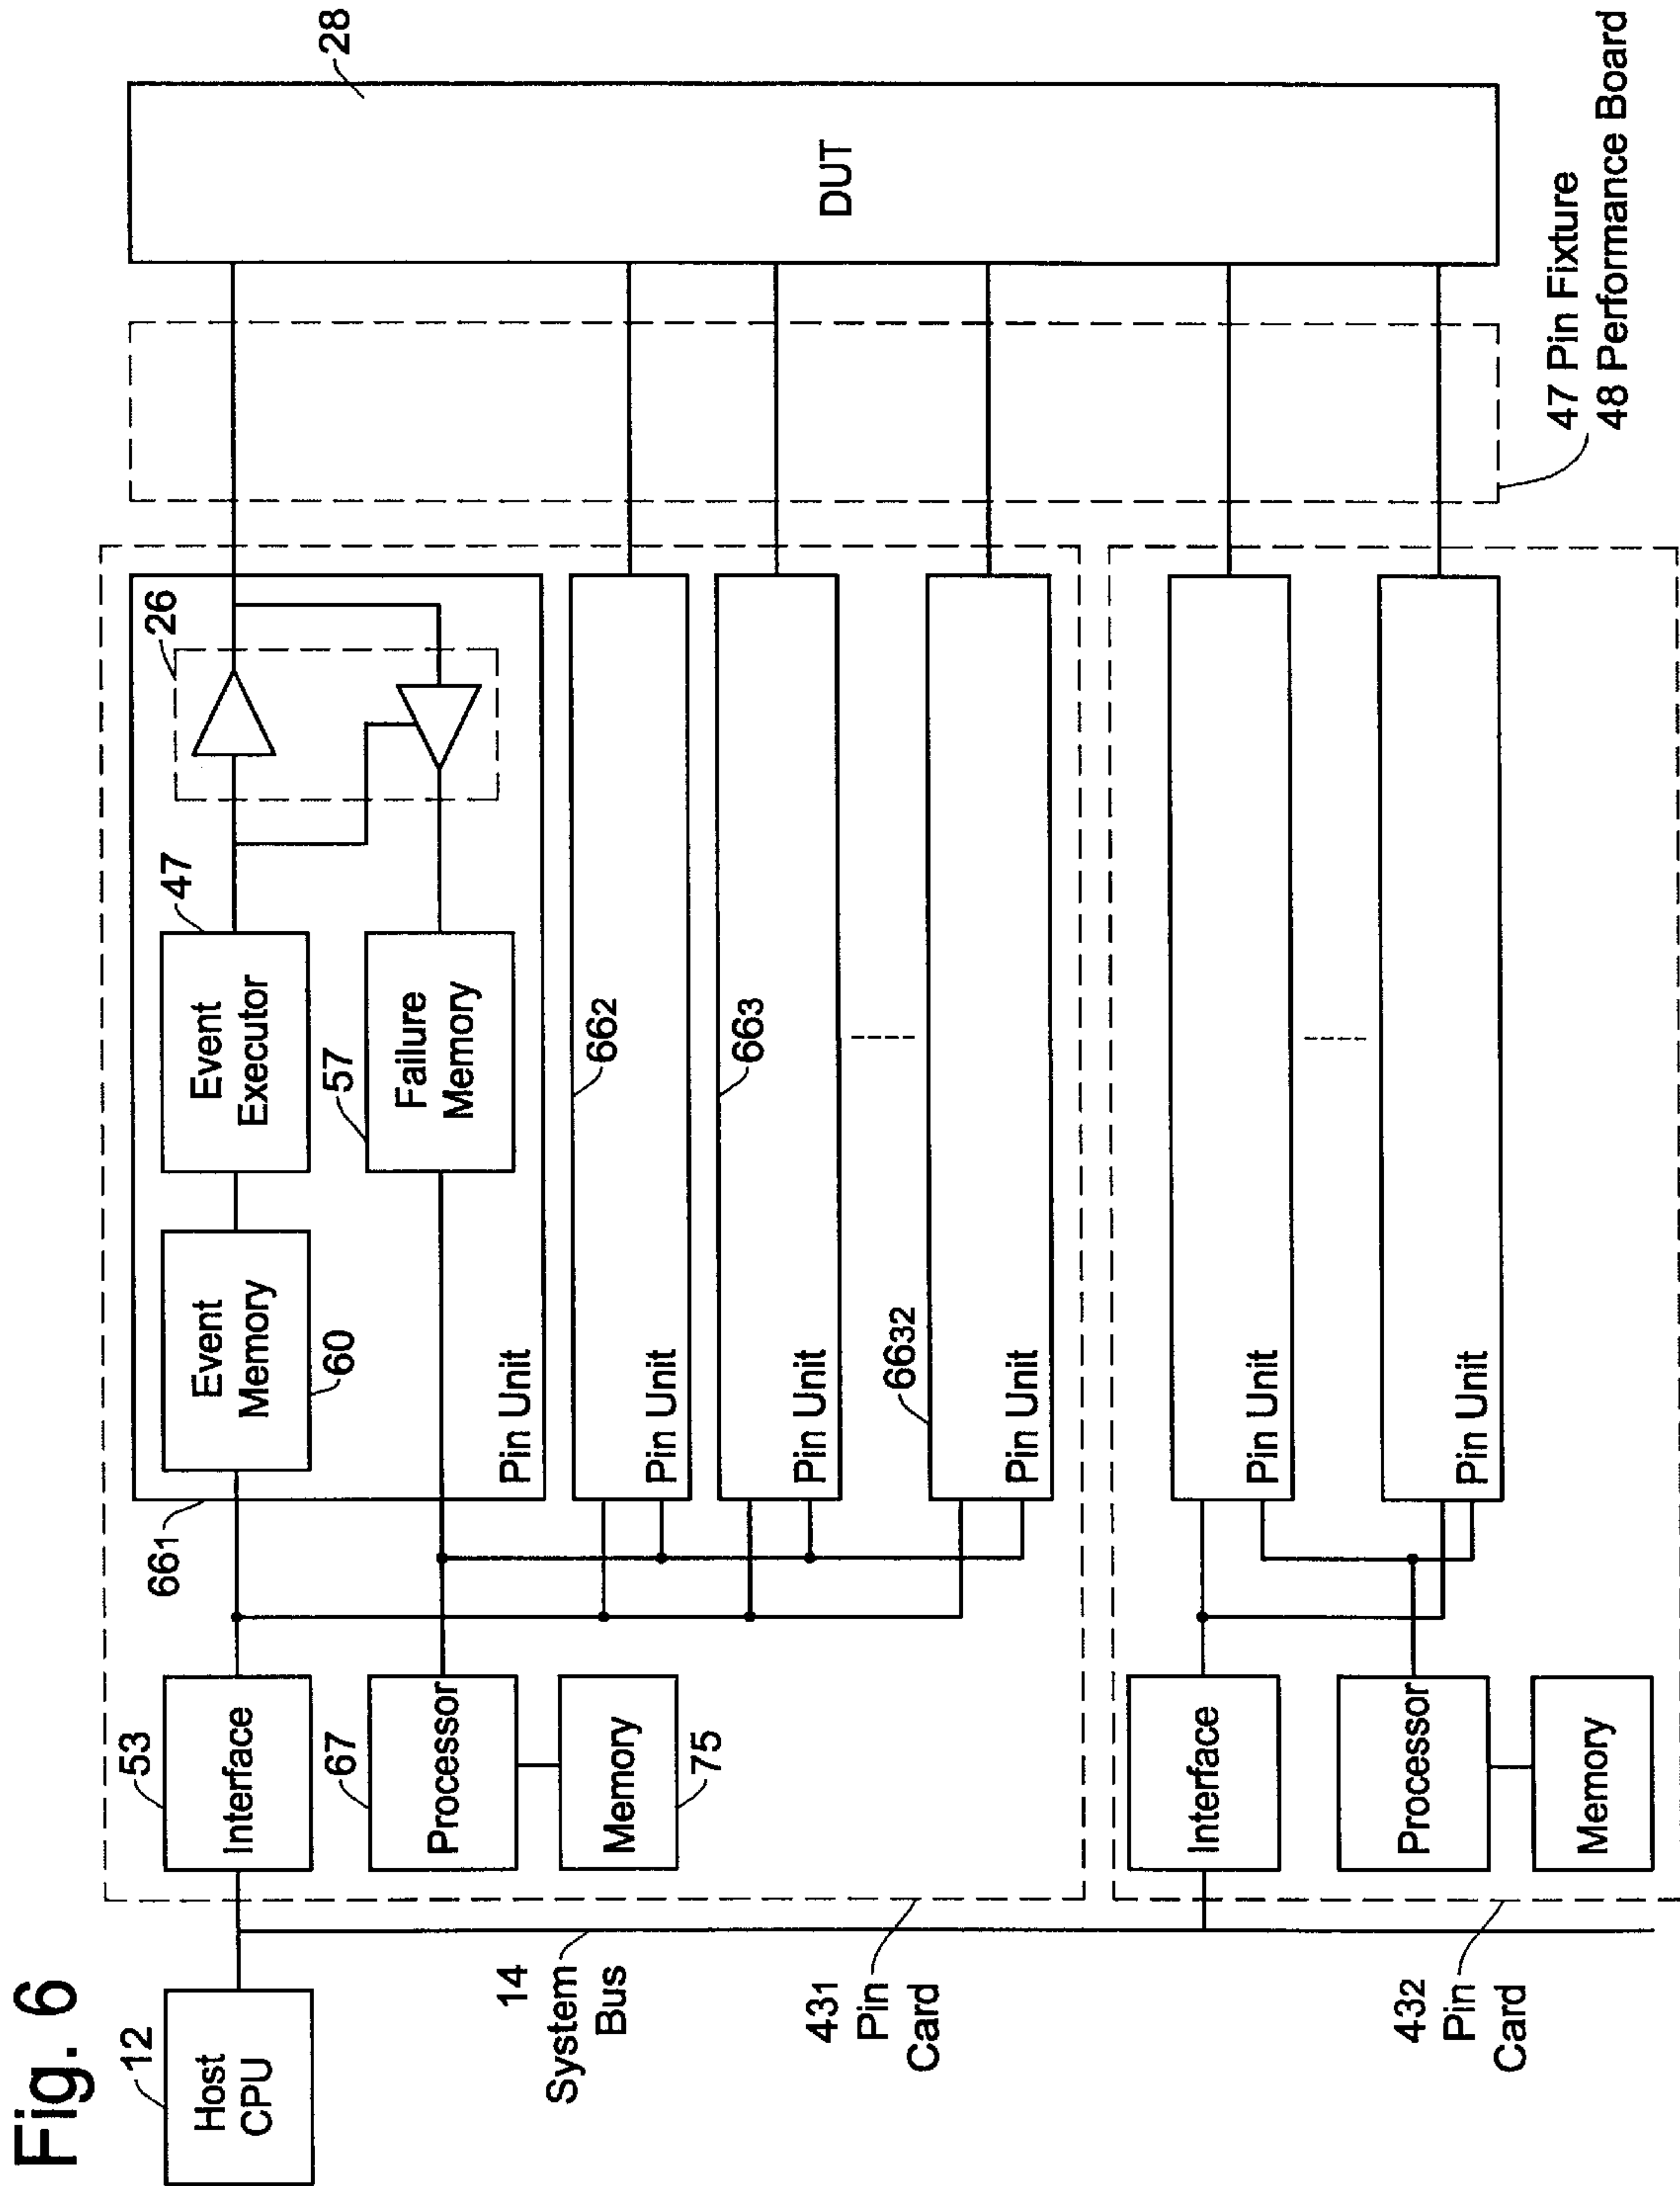 Fig. 6
12
Host
CPU
14
System
Bus
431
Pin
Card
432
Pin
Card
53
Interface
67
Processor
Memory
75
661
Event
Memory
60
Event
Executor
47
57
Failure
Memory
26
Pin Unit
662
Pin Unit
663
Pin Unit
6632
Pin Unit
Interface
Processor
Memory
Pin Unit
Pin Unit
28
DUT
47 Pin Fixture
48 Performance Board